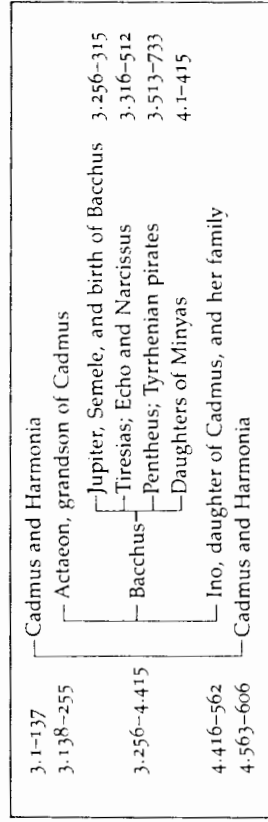 3.1–137 Cadmus and Harmonia
3.138–255 Actaeon, grandson of Cadmus
Jupiter, Semele, and birth of Bacchus 3.256–315
Tiresias; Echo and Narcissus 3.316–512
3.256–4.415 Bacchus
Pentheus; Tyrrhenian pirates 3.513–733
Daughters of Minyas 4.1–415
4.416–562 Ino, daughter of Cadmus, and her family
4.563–606 Cadmus and Harmonia